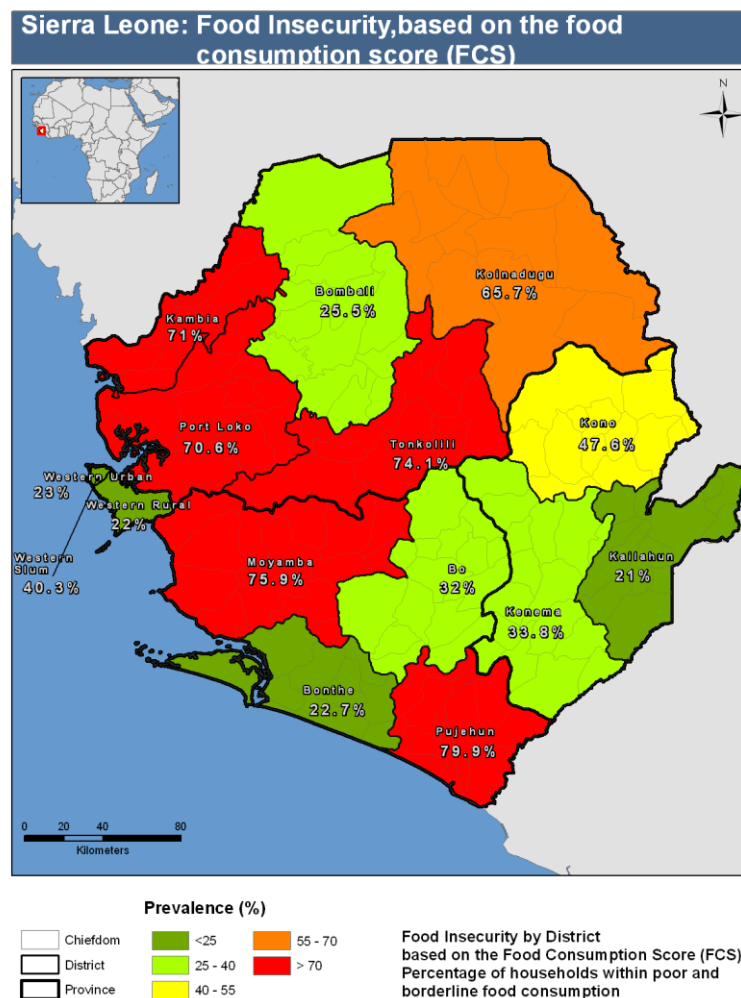 Sierra Leone: Food Insecurity,based on the food
consumption score (FCS)
N
Koinadugu
65.7%
Bombali
25.5%
Kambia
71%
Port Loko
70.6%
Kono
47.6%
Tonkolili
74.1%
Western Urban
23%
Western Rural
22%
Western
Slum
40.3%
Moyamba
75.9%
Bo
32%
Kailahun
21%
Kenema
33.8%
Bonthe
22.7%
Pujehun
79.9%
0 20 40 80
Kilometers
Prevalence (%)
Chiefdom
District
Province
<25
25 - 40
40 - 55
55 - 70
> 70
Food Insecurity by District
based on the Food Consumption Score (FCS)
Percentage of households within poor and
borderline food consumption